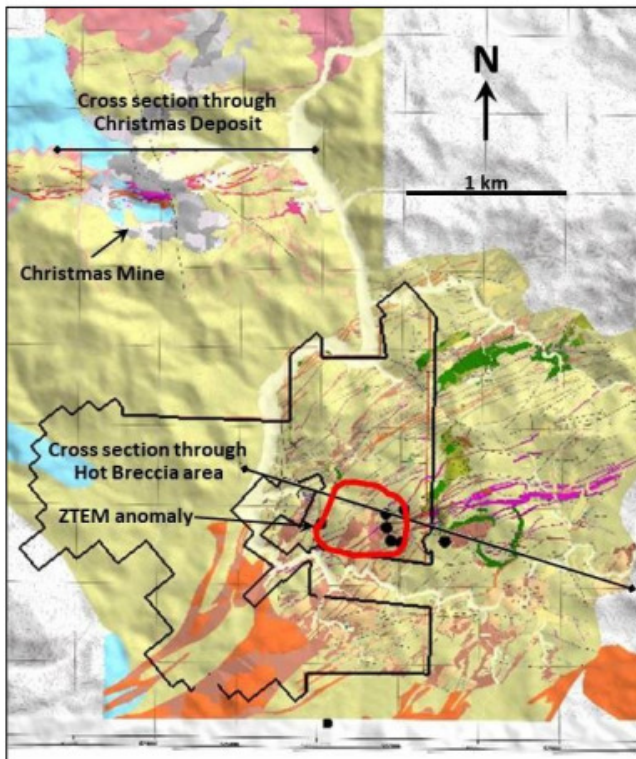 Cross section through
Christmas Deposit
N
1 km
Christmas Mine
Cross section through
Hot Breccia area
ZTEM anomaly